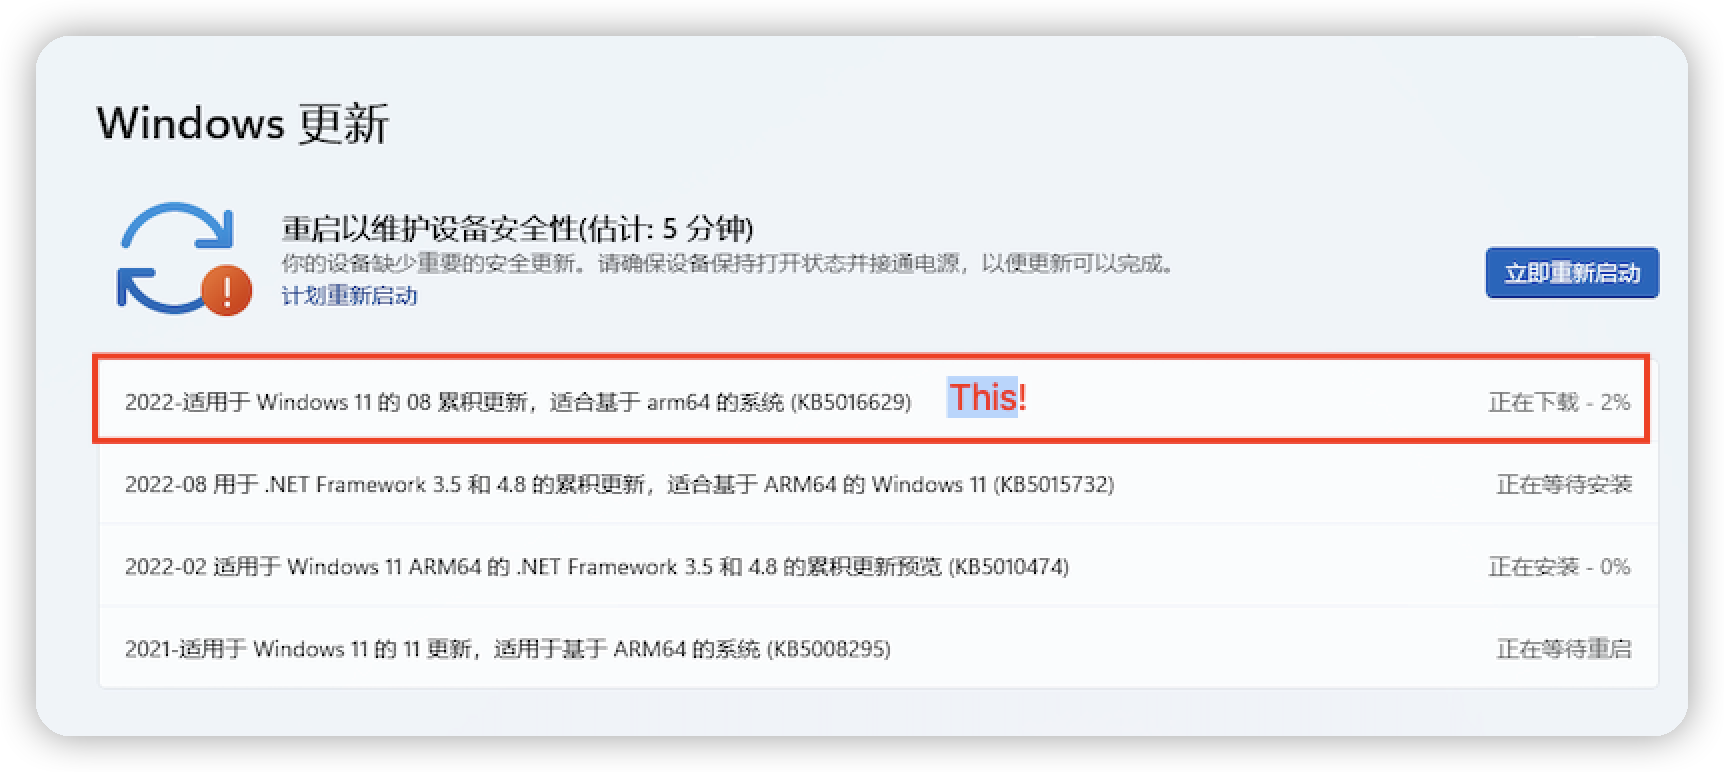 Windows 更新
重启以维护设备安全性(估计: 5 分钟)
你的设备缺少重要的安全更新。请确保设备保持打开状态并接通电源，以便更新可以完成。
计划重新启动
立即重新启动
2022-适用于 Windows 11 的 08 累积更新，适合基于 arm64 的系统 (KB5016629) This! 正在下载 - 2%
2022-08 用于 .NET Framework 3.5 和 4.8 的累积更新，适合基于 ARM64 的 Windows 11 (KB5015732) 正在等待安装
2022-02 适用于 Windows 11 ARM64 的 .NET Framework 3.5 和 4.8 的累积更新预览 (KB5010474) 正在安装 - 0%
2021-适用于 Windows 11 的 11 更新，适用于基于 ARM64 的系统 (KB5008295) 正在等待重启